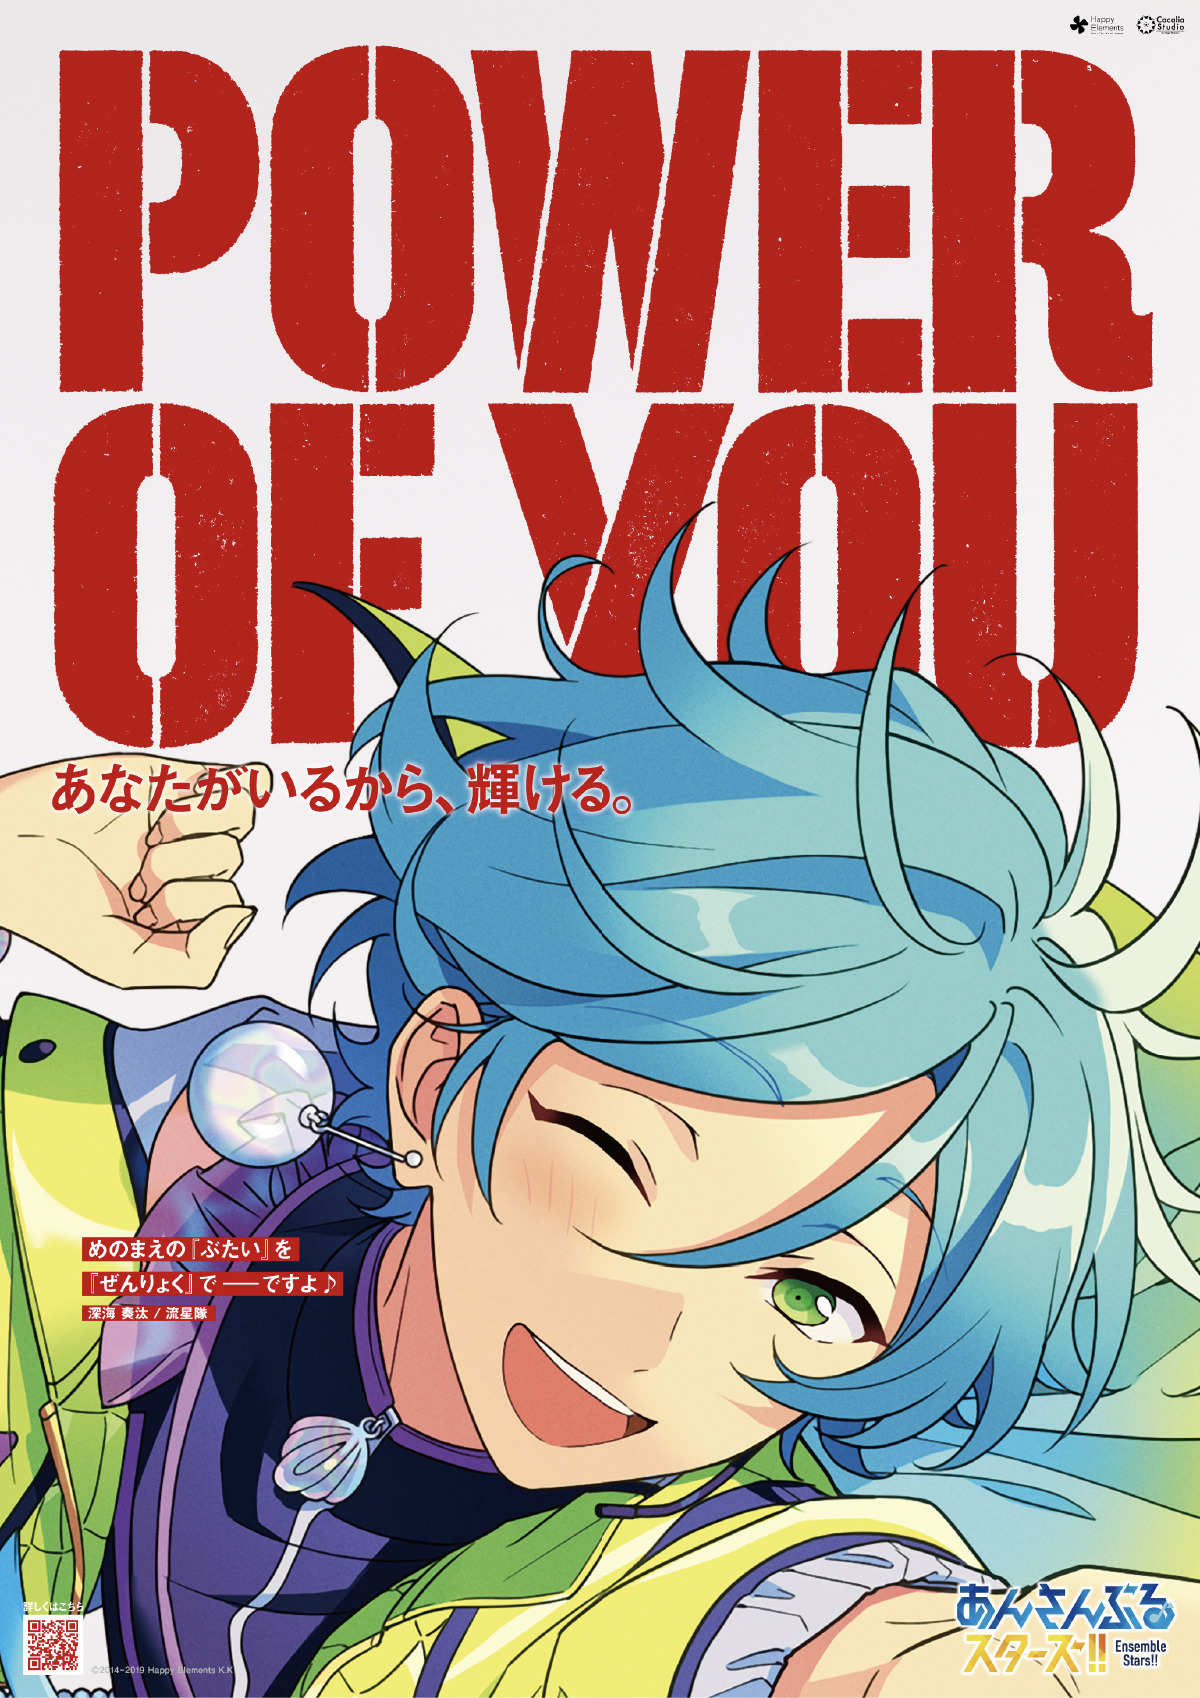 Happy
Elements
Cacalia
Studio
POWER
OF YOU
あなたがいるから、輝ける。
めのまえの『ぶたい』を
『ぜんりょく』で ── ですよ♪
深海 奏汰 / 流星隊
詳しくはこちら
©2014-2019 Happy Elements K.K
あんさんぶる
スターズ!!
Ensemble
Stars!!